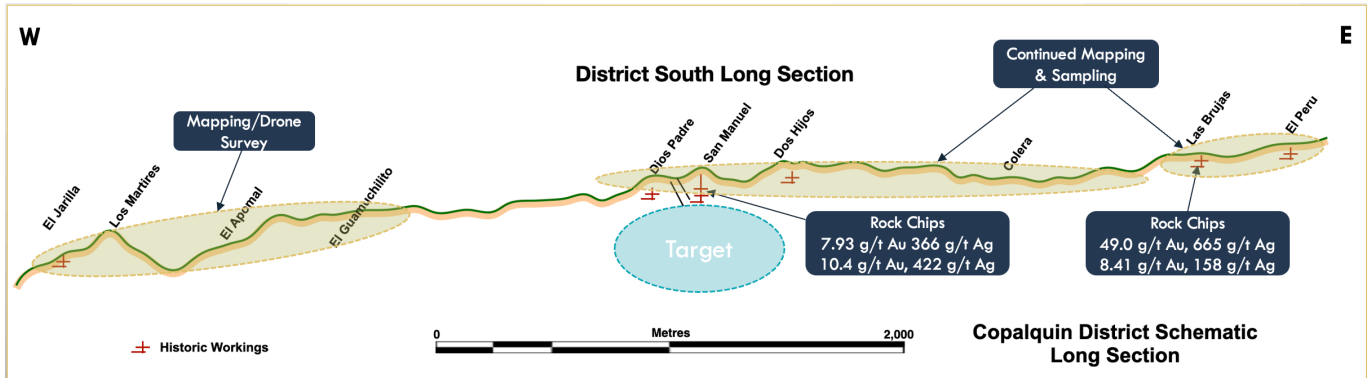 W
E
District South Long Section
Continued Mapping
& Sampling
Mapping/Drone
Survey
El Jarilla
Los Martires
El Apomal
El Guamuchilito
Dios Padre
San Manuel
Dos Hijos
Colera
Las Brujas
El Peru
Target
Rock Chips
7.93 g/t Au 366 g/t Ag
10.4 g/t Au, 422 g/t Ag
Rock Chips
49.0 g/t Au, 665 g/t Ag
8.41 g/t Au, 158 g/t Ag
Historic Workings
0
Metres
2,000
Copalquin District Schematic
Long Section